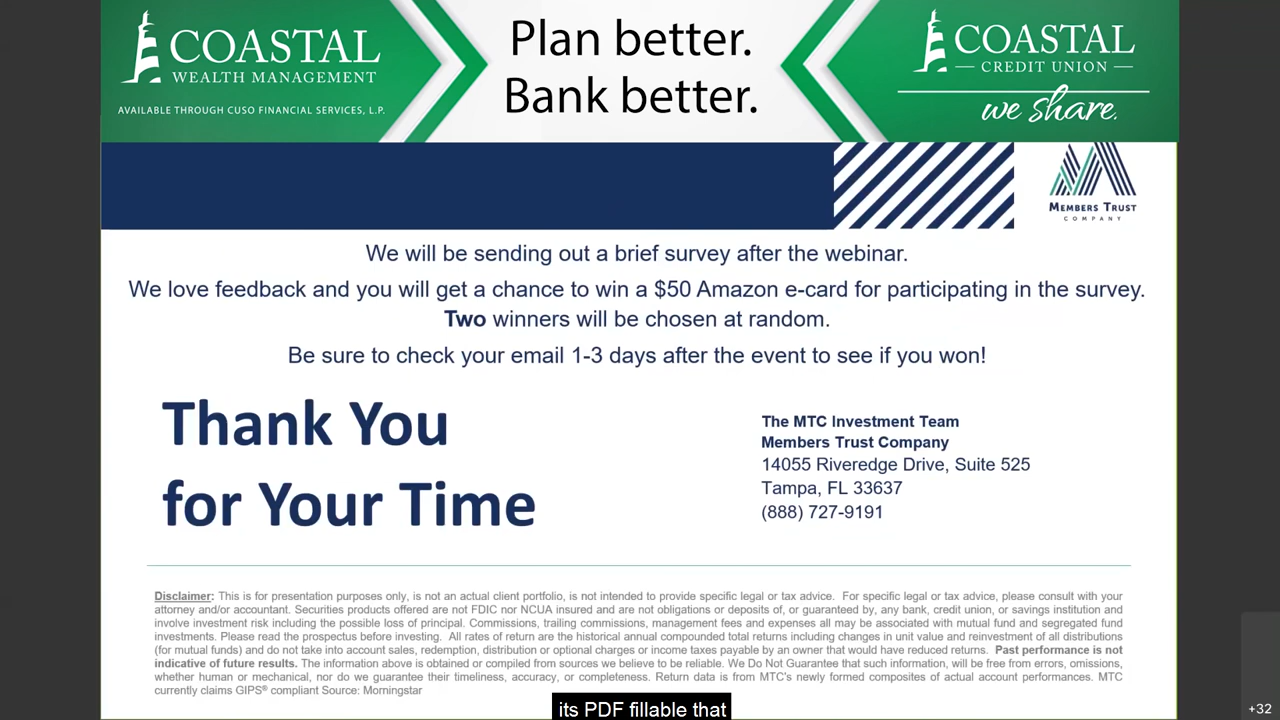 COASTAL
WEALTH MANAGEMENT
AVAILABLE THROUGH CUSO FINANCIAL SERVICES, L.P.
Plan better.
Bank better.
COASTAL
CREDIT UNION
we share.
MEMBERS TRUST
COMPANY
We will be sending out a brief survey after the webinar.
We love feedback and you will get a chance to win a $50 Amazon e-card for participating in the survey.
Two winners will be chosen at random.
Be sure to check your email 1-3 days after the event to see if you won!
Thank You
for Your Time
The MTC Investment Team
Members Trust Company
14055 Riveredge Drive, Suite 525
Tampa, FL 33637
(888) 727-9191
Disclaimer: This is for presentation purposes only, is not an actual client portfolio, is not intended to provide specific legal or tax advice. For specific legal or tax advice, please consult with your
attorney and/or accountant. Securities products offered are not FDIC nor NCUA insured and are not obligations or deposits of, or guaranteed by, any bank, credit union, or savings institution and
involve investment risk including the possible loss of principal. Commissions, trailing commissions, management fees and expenses all may be associated with mutual fund and segregated fund
investments. Please read the prospectus before investing. All rates of return are the historical annual compounded total returns including changes in unit value and reinvestment of all distributions
(for mutual funds) and do not take into account sales, redemption, distribution or optional charges or income taxes payable by an owner that would have reduced returns. Past performance is not
indicative of future results. The information above is obtained or compiled from sources we believe to be reliable. We Do Not Guarantee that such information, will be free from errors, omissions,
whether human or mechanical, nor do we guarantee their timeliness, accuracy, or completeness. Return data is from MTC's newly formed composites of actual account performances. MTC
currently claims GIPS® compliant Source: Morningstar
its PDF fillable that
+32